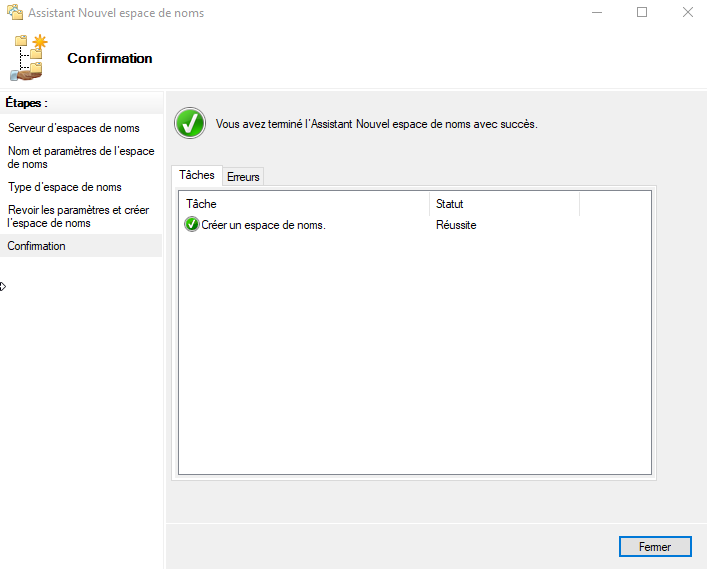 Assistant Nouvel espace de noms
Confirmation
Étapes :
Serveur d'espaces de noms
Nom et paramètres de l'espace
de noms
Type d'espace de noms
Revoir les paramètres et créer
l'espace de noms
Confirmation
Vous avez terminé l'Assistant Nouvel espace de noms avec succès.
Tâches
Erreurs
Tâche
Statut
Créer un espace de noms.
Réussite
Fermer